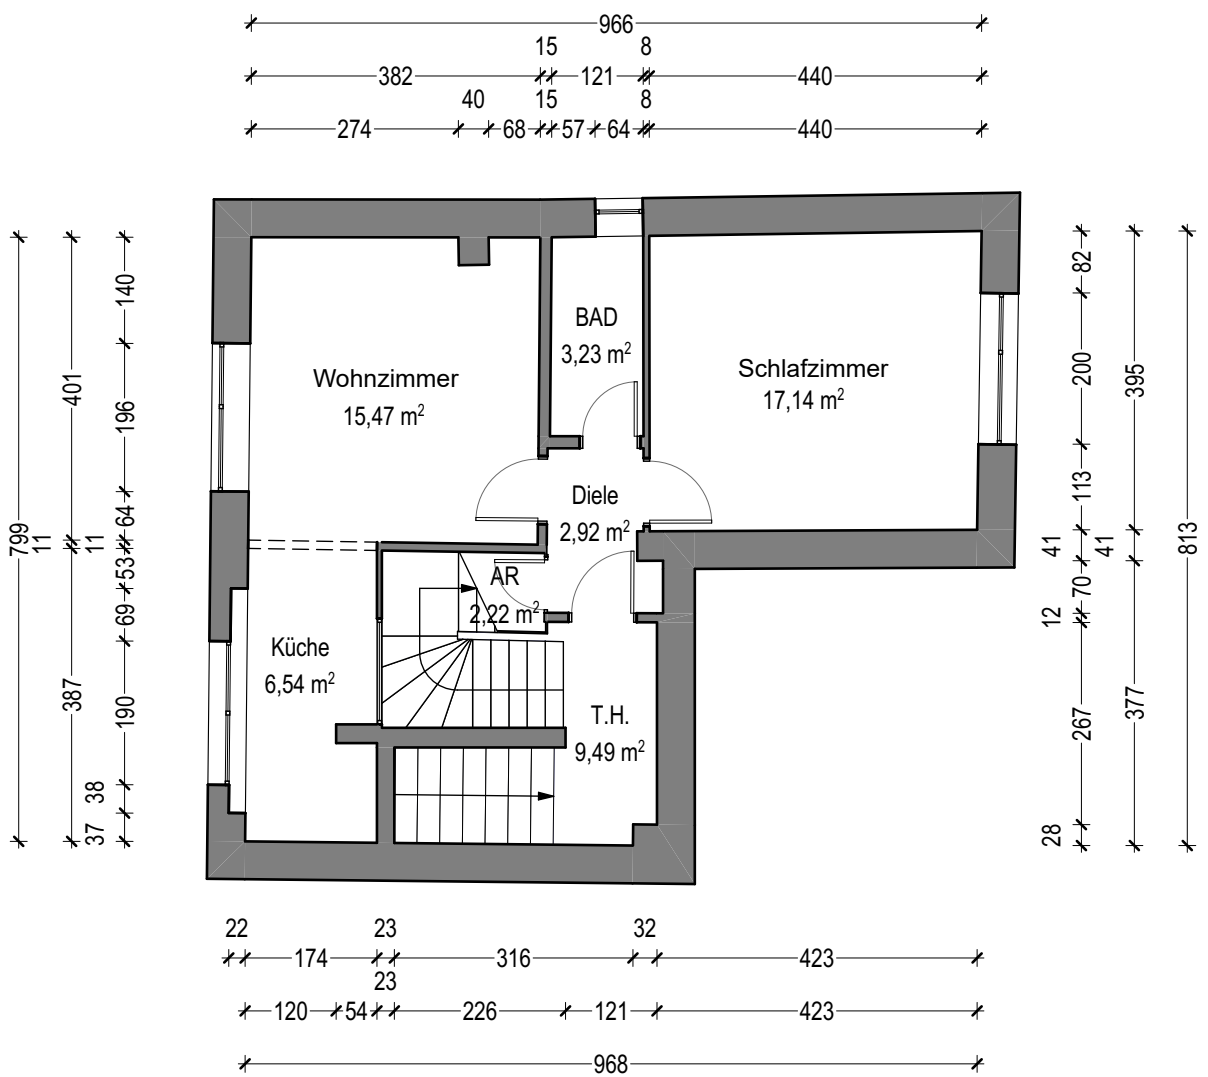 966
15 8
382 121 440
40 15 8
274 68 57 64 440
799
401
11
387
140
196
64
11
53
69
190
38
37
Wohnzimmer
15,47 m²
BAD
3,23 m²
Schlafzimmer
17,14 m²
Diele
2,92 m²
AR
2,22 m²
Küche
6,54 m²
T.H.
9,49 m²
82
200
113
41
70
12
267
28
395
41
377
813
22 23 32
174 316 423
23
120 54 226 121 423
968